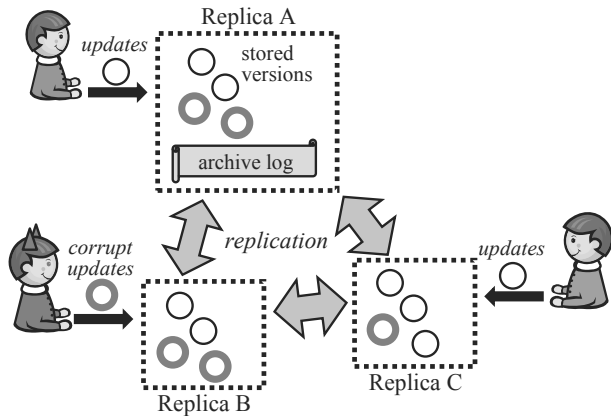 Replica A
updates
stored
versions
archive log
replication
corrupt
updates
updates
Replica B
Replica C